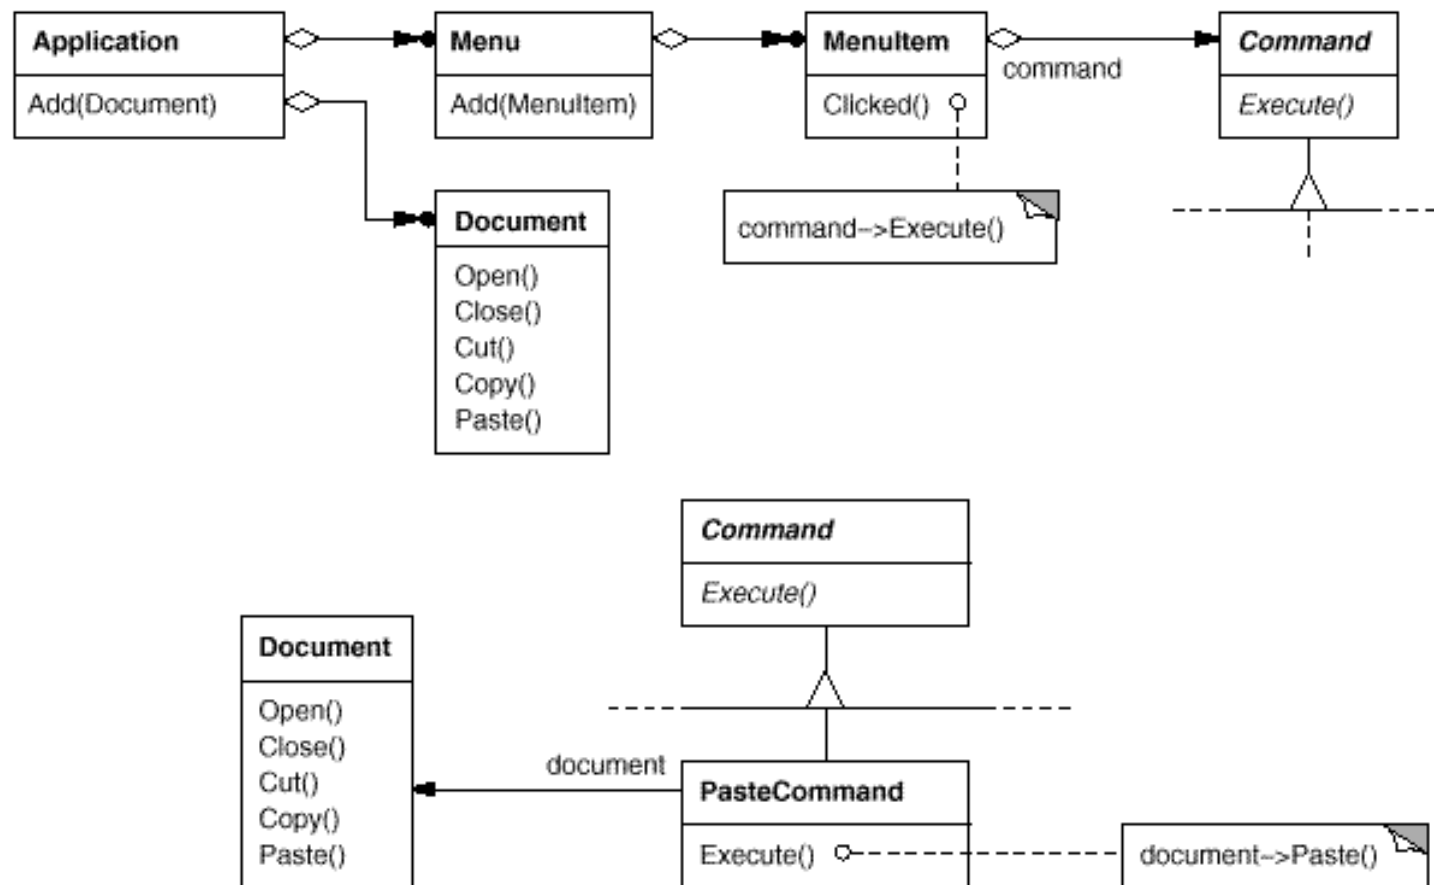 Application
Add(Document)
Menu
Add(MenuItem)
MenuItem
Clicked()
command
Command
Execute()
command->Execute()
Document
Open()
Close()
Cut()
Copy()
Paste()
Command
Execute()
Document
Open()
Close()
Cut()
Copy()
Paste()
document
PasteCommand
Execute()
document->Paste()